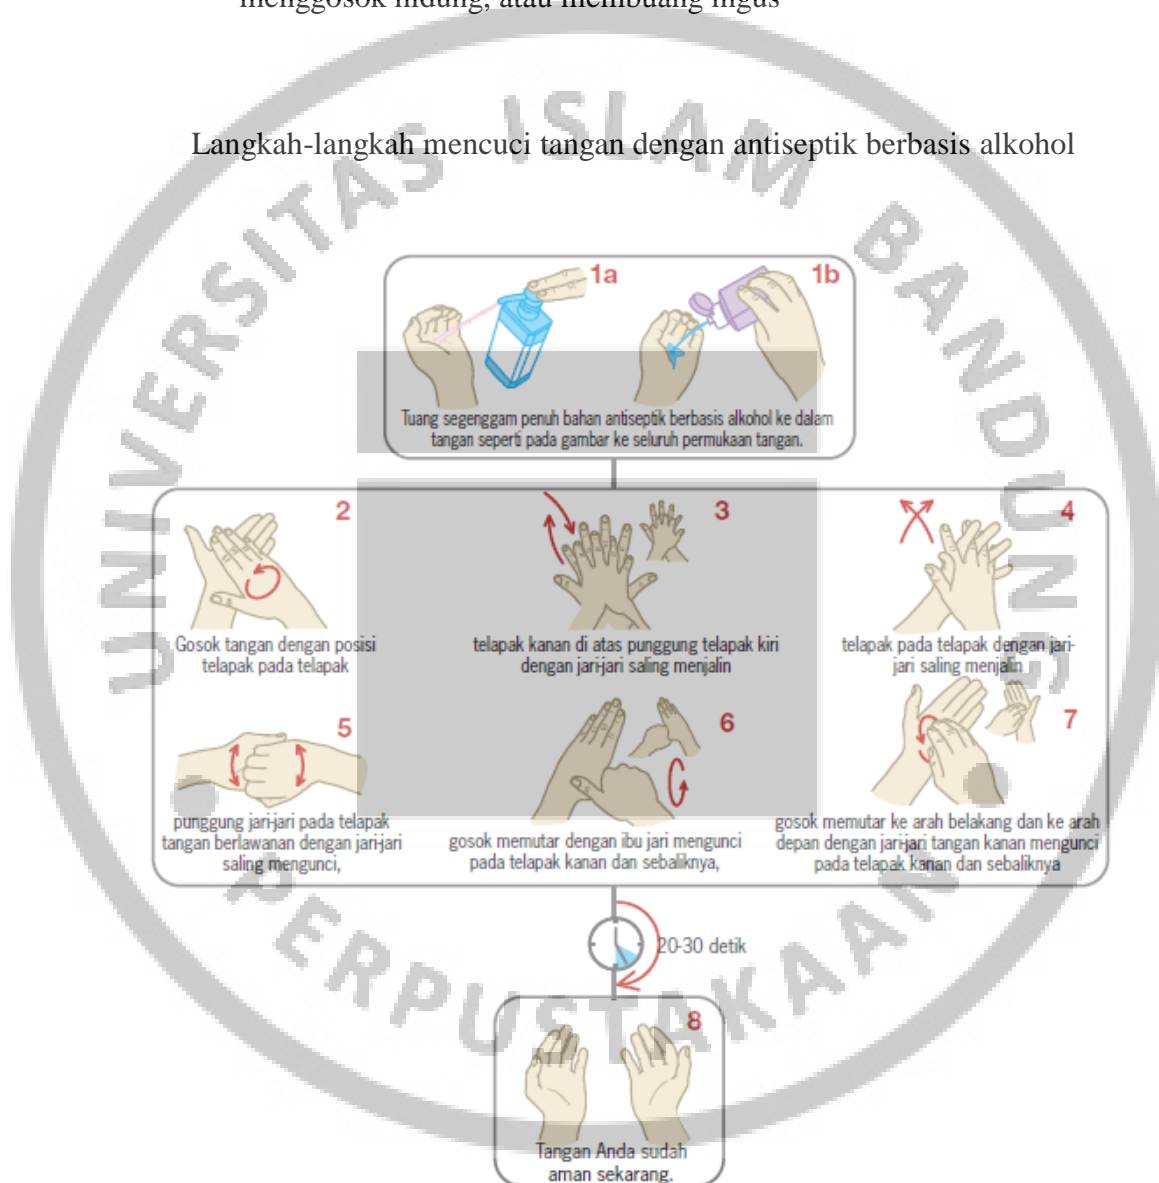 menggosok hidung, atau membuang ingus
Langkah-langkah mencuci tangan dengan antiseptik berbasis alkohol
UNIVERSITAS ISLAM BANDUNG
1a
1b
Tuang segenggam penuh bahan antiseptik berbasis alkohol ke dalam
tangan seperti pada gambar ke seluruh permukaan tangan.
2
Gosok tangan dengan posisi
telapak pada telapak
3
telapak kanan di atas punggung telapak kiri
dengan jari-jari saling menjalin
4
telapak pada telapak dengan jari-
jari saling menjalin
5
punggung jari-jari pada telapak
tangan berlawanan dengan jari-jari
saling mengunci,
6
gosok memutar dengan ibu jari mengunci
pada telapak kanan dan sebaliknya,
7
gosok memutar ke arah belakang dan ke arah
depan dengan jari-jari tangan kanan mengunci
pada telapak kanan dan sebaliknya
20-30 detik
8
Tangan Anda sudah
aman sekarang.
PERPUSTAKAAN